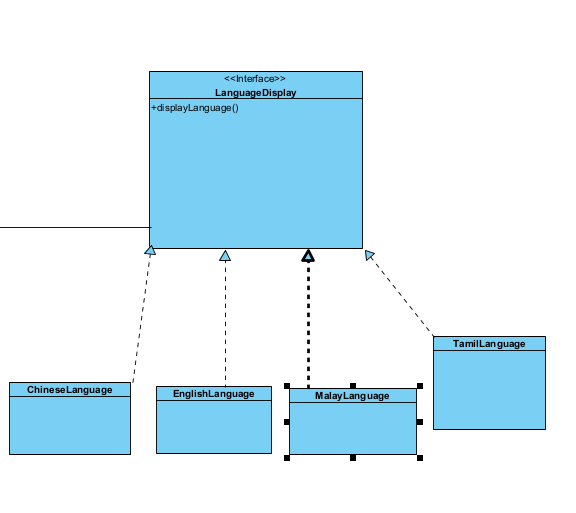 <<Interface>>
LanguageDisplay
+displayLanguage()
TamilLanguage
ChineseLanguage
EnglishLanguage
MalayLanguage